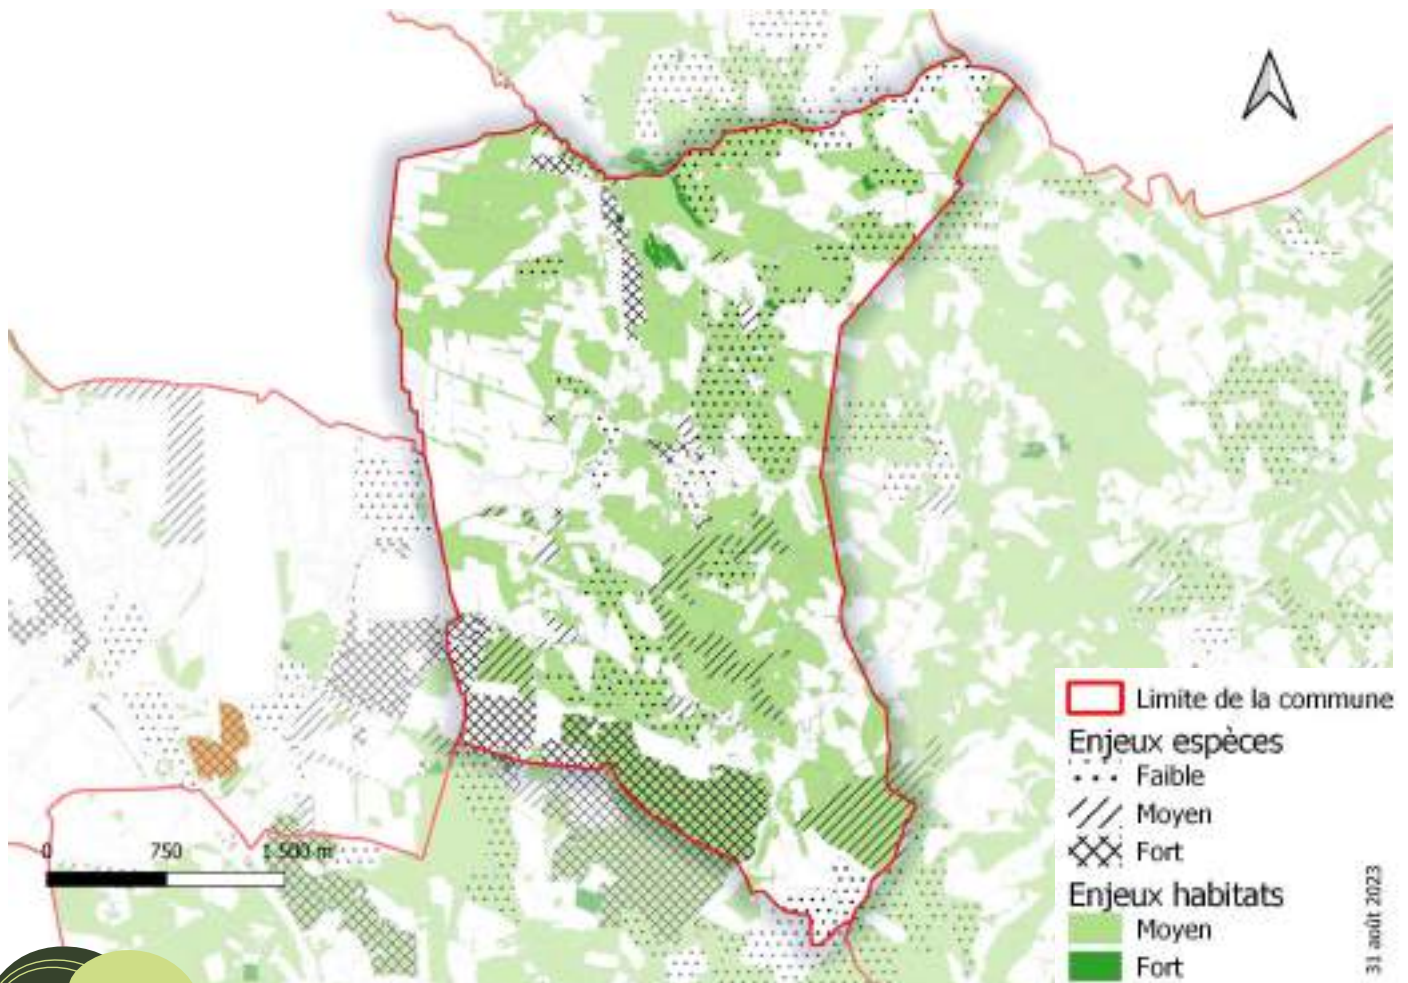 Limite de la commune
Enjeux espèces
Faible
Moyen
Fort
Enjeux habitats
Moyen
Fort
31 août 2023
0 750 1 500 m